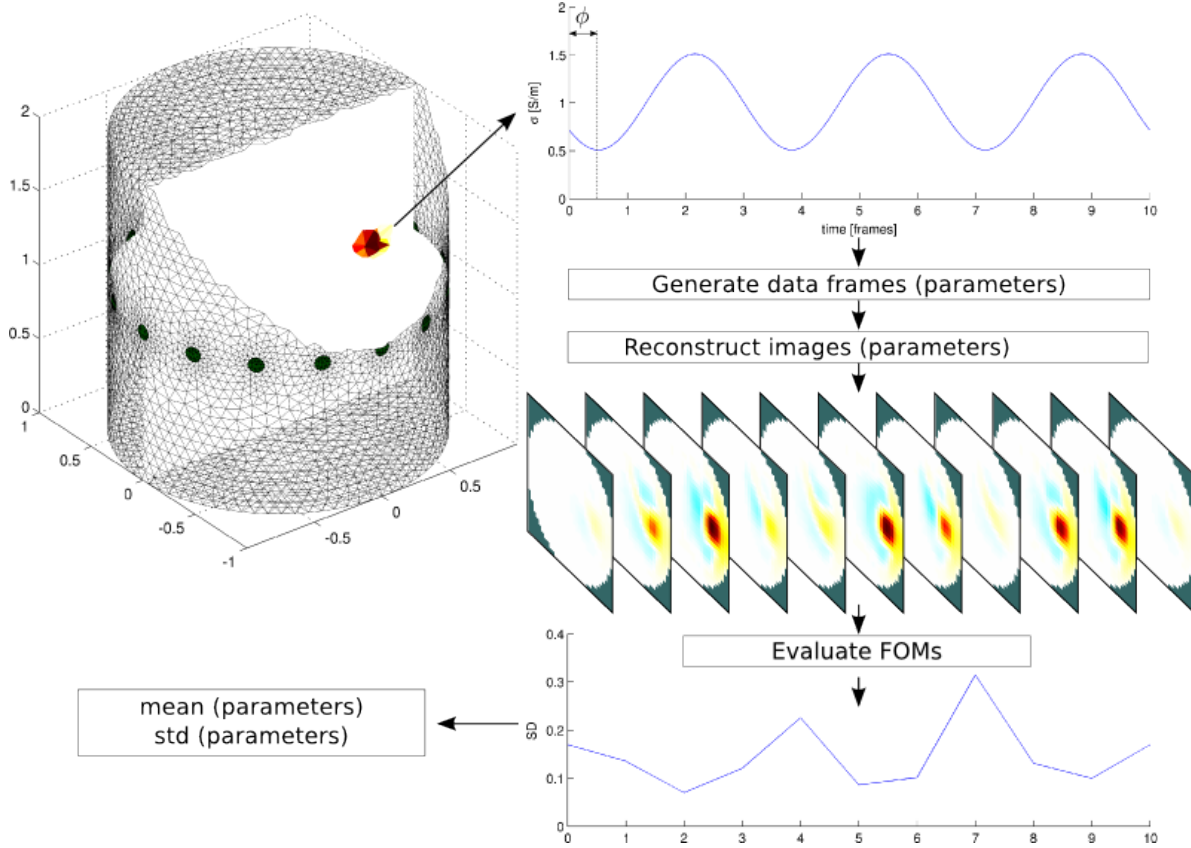 2
1.5
1
0.5
0
1
0.5
0
-0.5
-1
-0.5
0
0.5
ϕ
2
1.5
1
0.5
0
σ [S/m]
0 1 2 3 4 5 6 7 8 9 10
time [frames]
Generate data frames (parameters)
Reconstruct images (parameters)
Evaluate FOMs
0.4
0.3
0.2
0.1
0
SD
0 1 2 3 4 5 6 7 8 9 10
mean (parameters)
std (parameters)